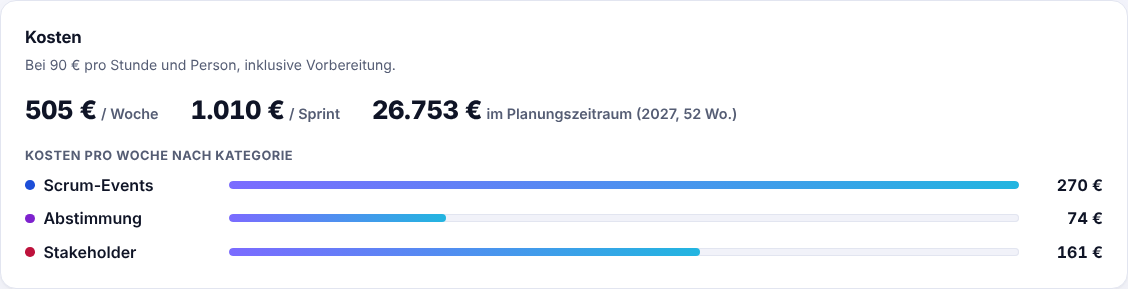 Kosten
Bei 90 € pro Stunde und Person, inklusive Vorbereitung.
505 € / Woche 1.010 € / Sprint 26.753 € im Planungszeitraum (2027, 52 Wo.)
KOSTEN PRO WOCHE NACH KATEGORIE
Scrum-Events 270 €
Abstimmung 74 €
Stakeholder 161 €